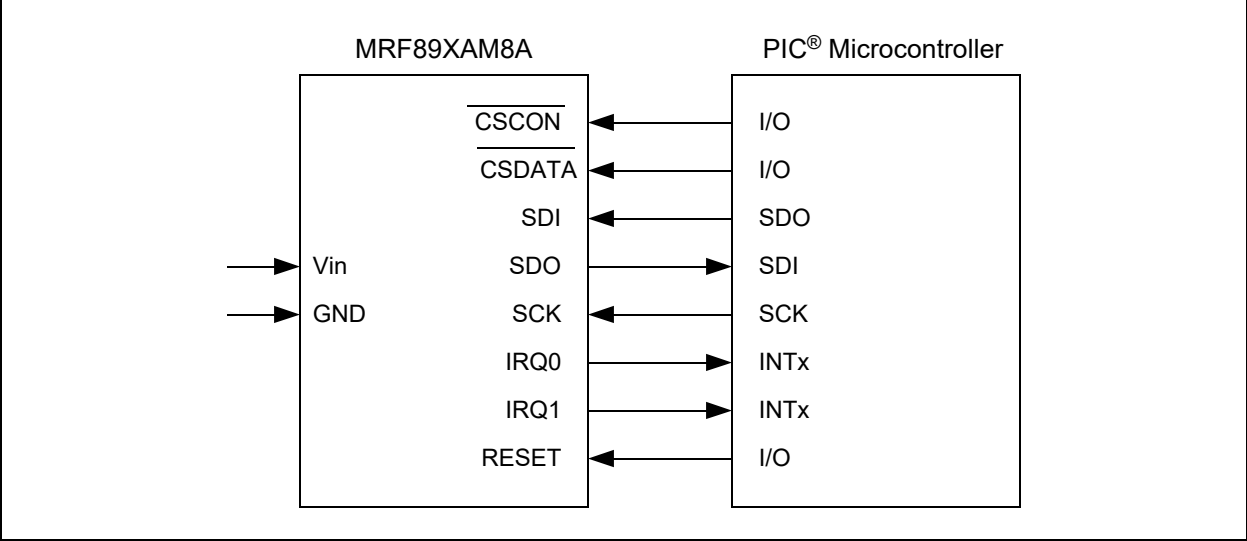 MRF89XAM8A PIC® Microcontroller
CSCON I/O
CSDATA I/O
SDI SDO
Vin SDO SDI
GND SCK SCK
IRQ0 INTx
IRQ1 INTx
RESET I/O